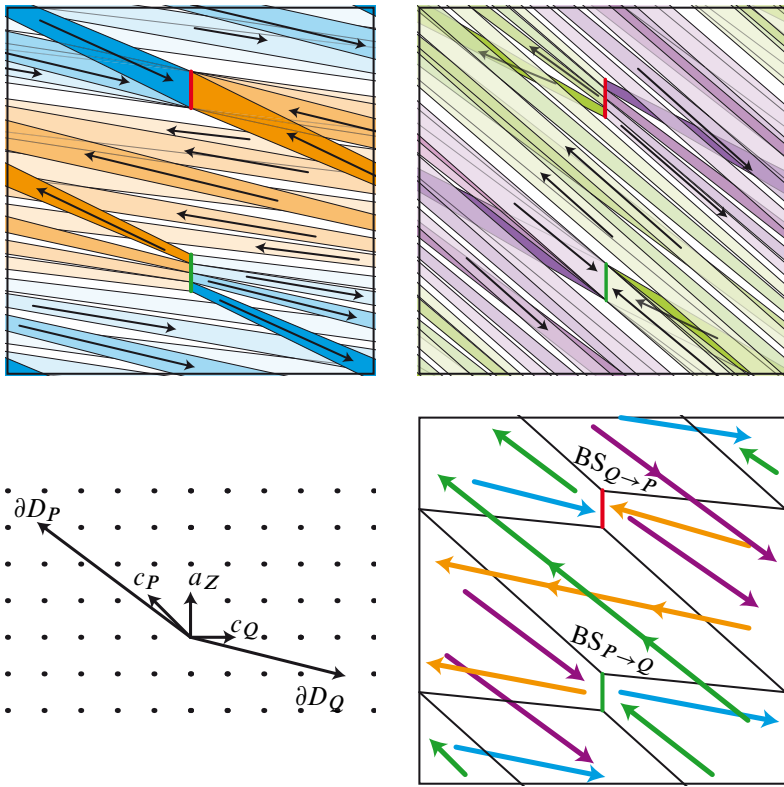 BS_{Q→P}
∂D_P
c_P
a_Z
c_Q
BS_{P→Q}
∂D_Q